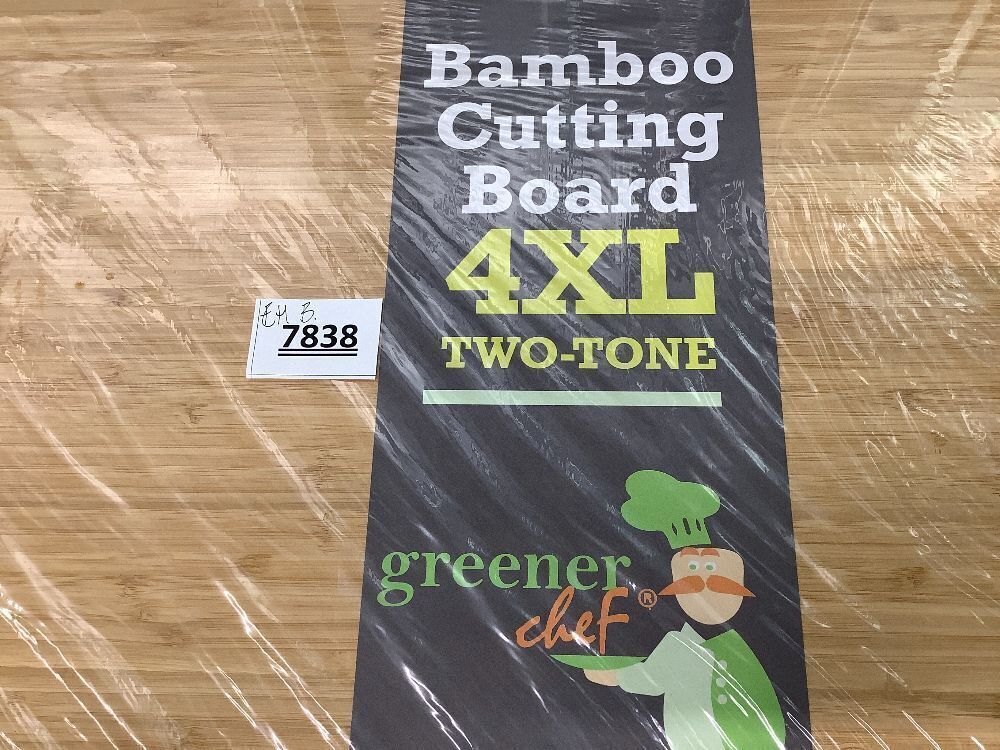 Bamboo
Cutting
Board
4XL
TWO-TONE
7838
greener
chef®